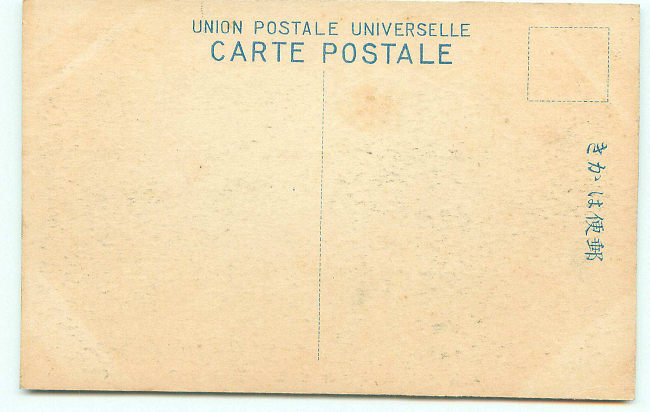 UNION POSTALE UNIVERSELLE
CARTE POSTALE
郵便はかき